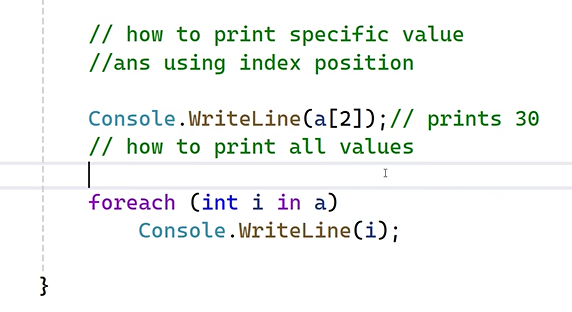 // how to print specific value
//ans using index position
Console.WriteLine(a[2]);// prints 30
// how to print all values
foreach (int i in a)
Console.WriteLine(i);
}